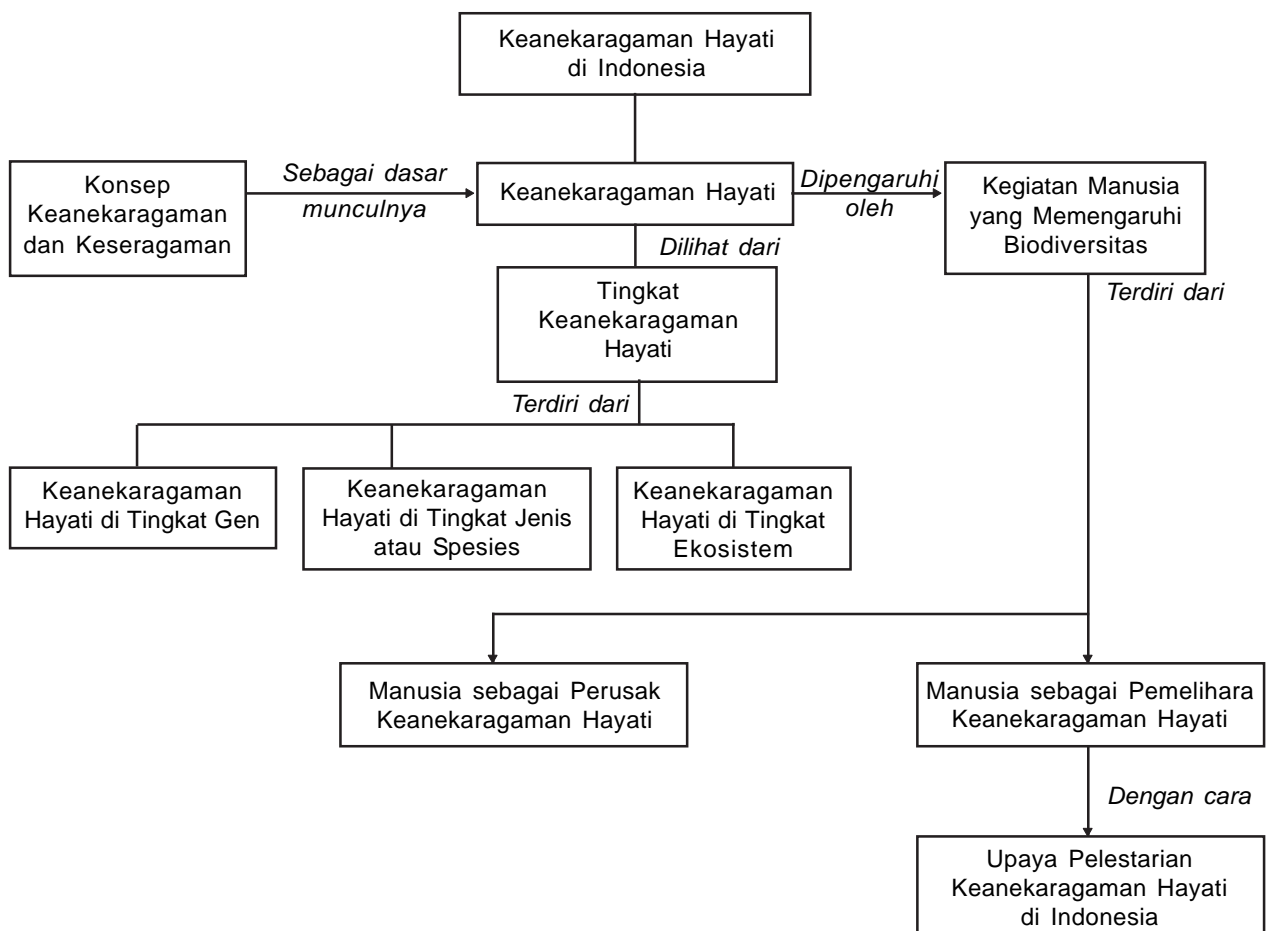 Keanekaragaman Hayati
di Indonesia
Konsep
Keanekaragaman
dan Keseragaman
Sebagai dasar
munculnya
Keanekaragaman Hayati
Dipengaruhi
oleh
Kegiatan Manusia
yang Memengaruhi
Biodiversitas
Dilihat dari
Terdiri dari
Tingkat
Keanekaragaman
Hayati
Terdiri dari
Keanekaragaman
Hayati di Tingkat Gen
Keanekaragaman
Hayati di Tingkat Jenis
atau Spesies
Keanekaragaman
Hayati di Tingkat
Ekosistem
Manusia sebagai Perusak
Keanekaragaman Hayati
Manusia sebagai Pemelihara
Keanekaragaman Hayati
Dengan cara
Upaya Pelestarian
Keanekaragaman Hayati
di Indonesia